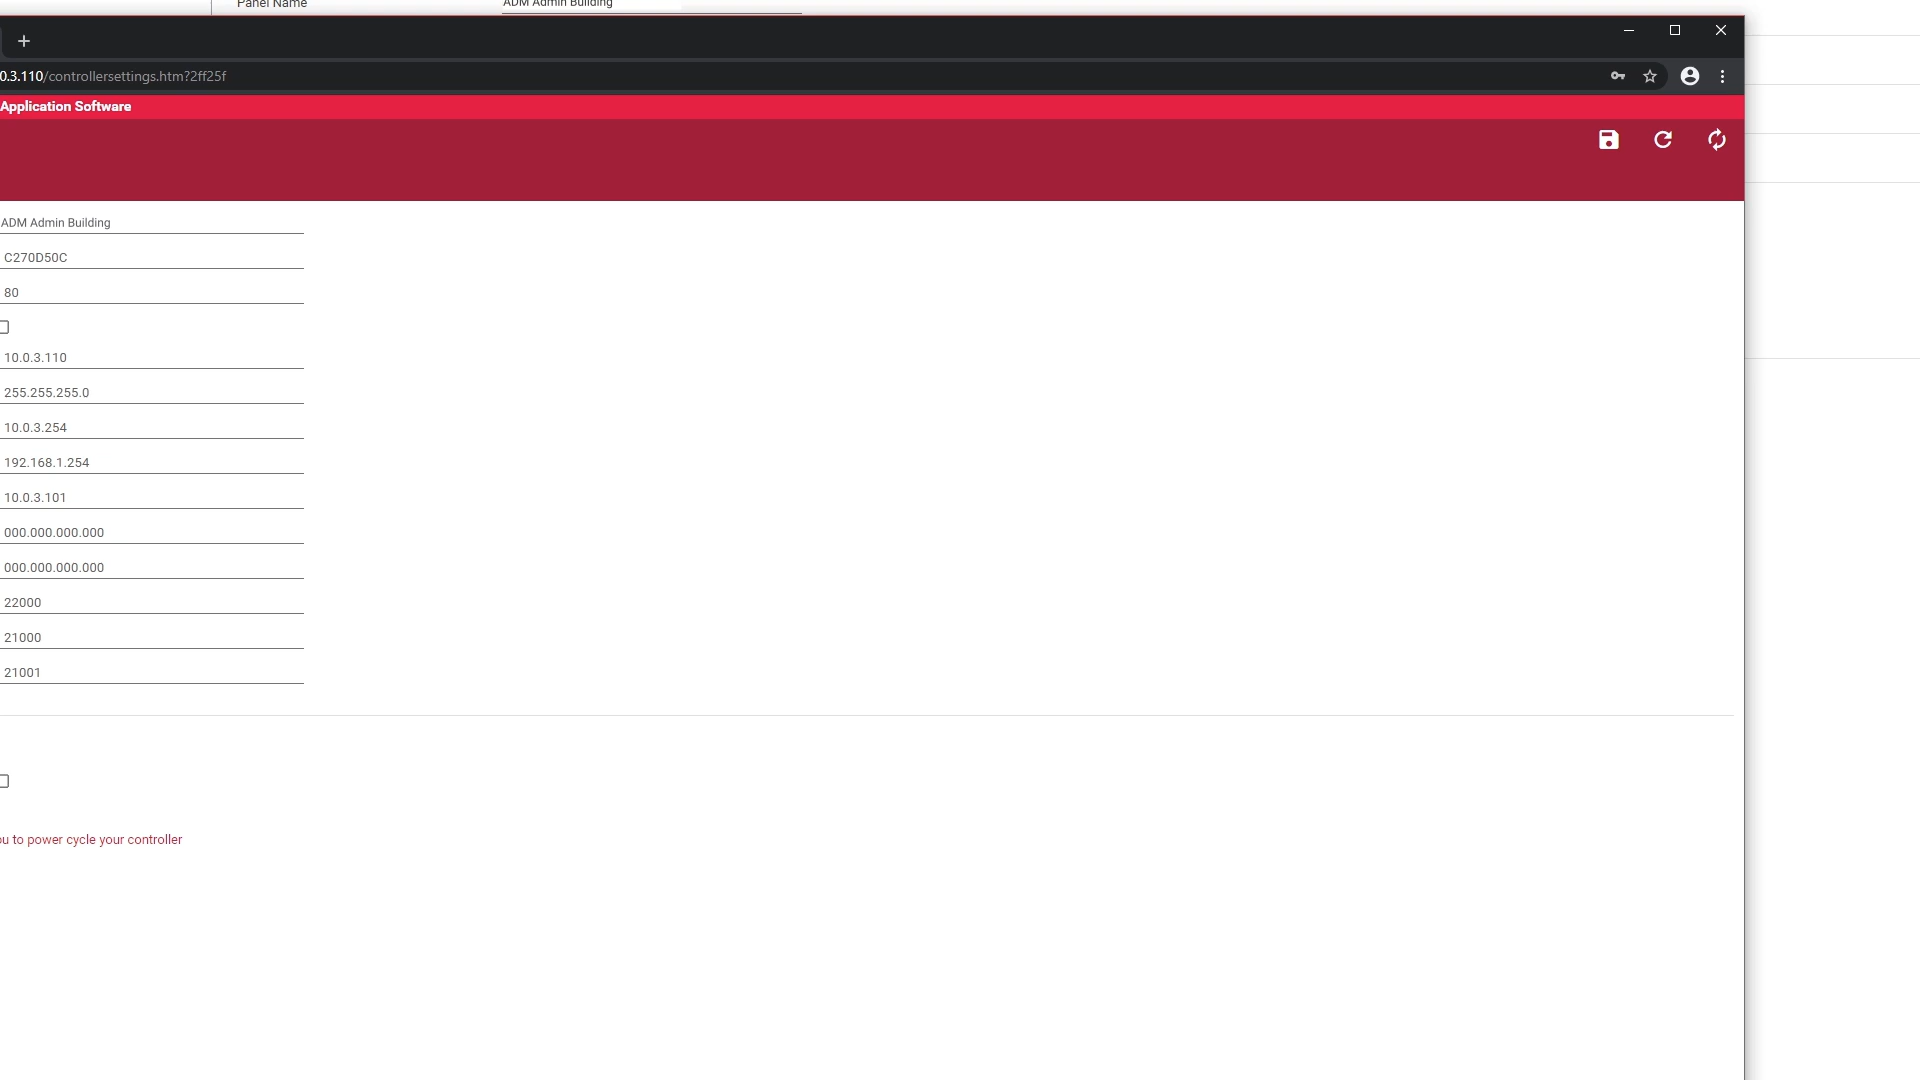 Panel Name
ADM Admin Building
0.3.110/controllersettings.htm?2ff25f
Application Software
ADM Admin Building
C270D50C
80
10.0.3.110
255.255.255.0
10.0.3.254
192.168.1.254
10.0.3.101
000.000.000.000
000.000.000.000
22000
21000
21001
ou to power cycle your controller